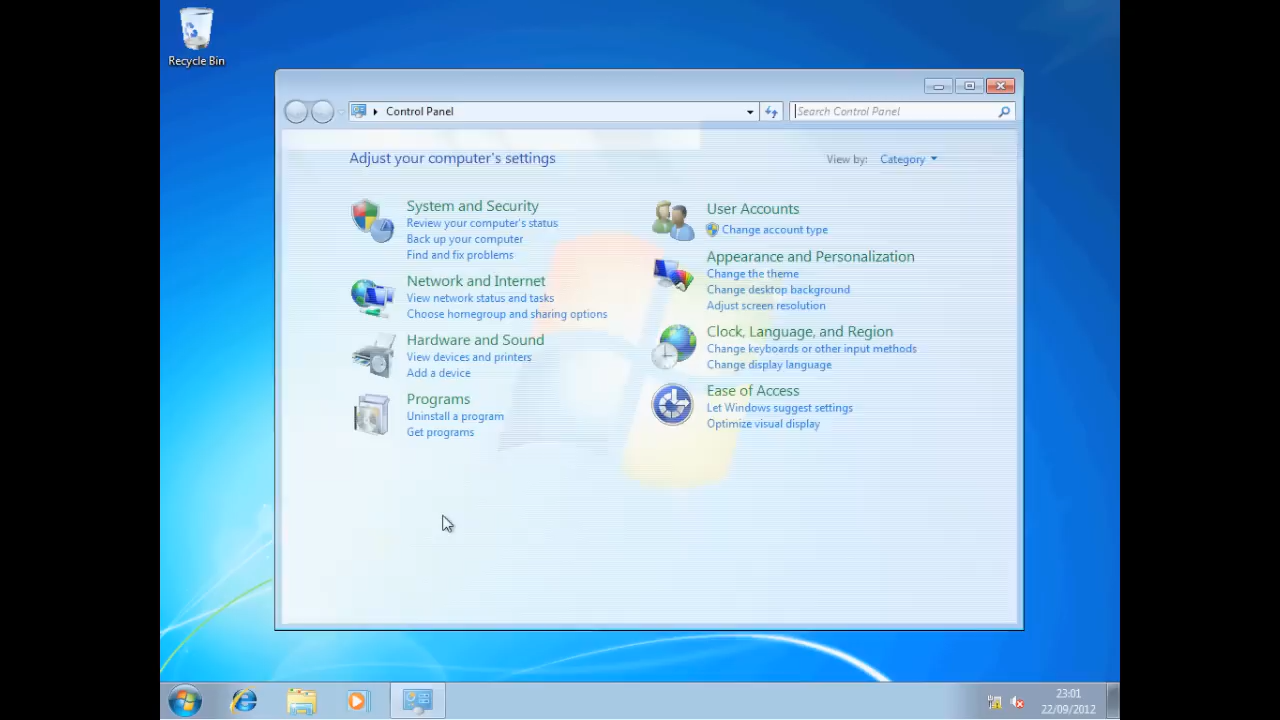 Recycle Bin
Control Panel
Search Control Panel
Adjust your computer's settings
View by: Category
System and Security
Review your computer's status
Back up your computer
Find and fix problems
Network and Internet
View network status and tasks
Choose homegroup and sharing options
Hardware and Sound
View devices and printers
Add a device
Programs
Uninstall a program
Get programs
User Accounts
Change account type
Appearance and Personalization
Change the theme
Change desktop background
Adjust screen resolution
Clock, Language, and Region
Change keyboards or other input methods
Change display language
Ease of Access
Let Windows suggest settings
Optimize visual display
23:01
22/09/2012